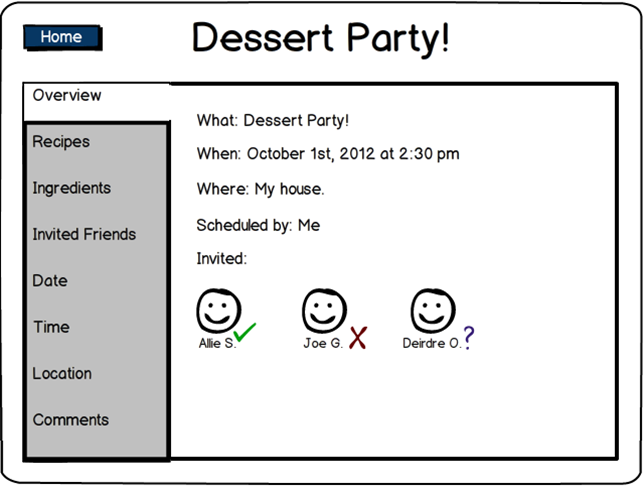 Home
Dessert Party!
Overview
Recipes
Ingredients
Invited Friends
Date
Time
Location
Comments
What: Dessert Party!
When: October 1st, 2012 at 2:30 pm
Where: My house.
Scheduled by: Me
Invited:
Allie S. Joe G. Deirdre O. ?